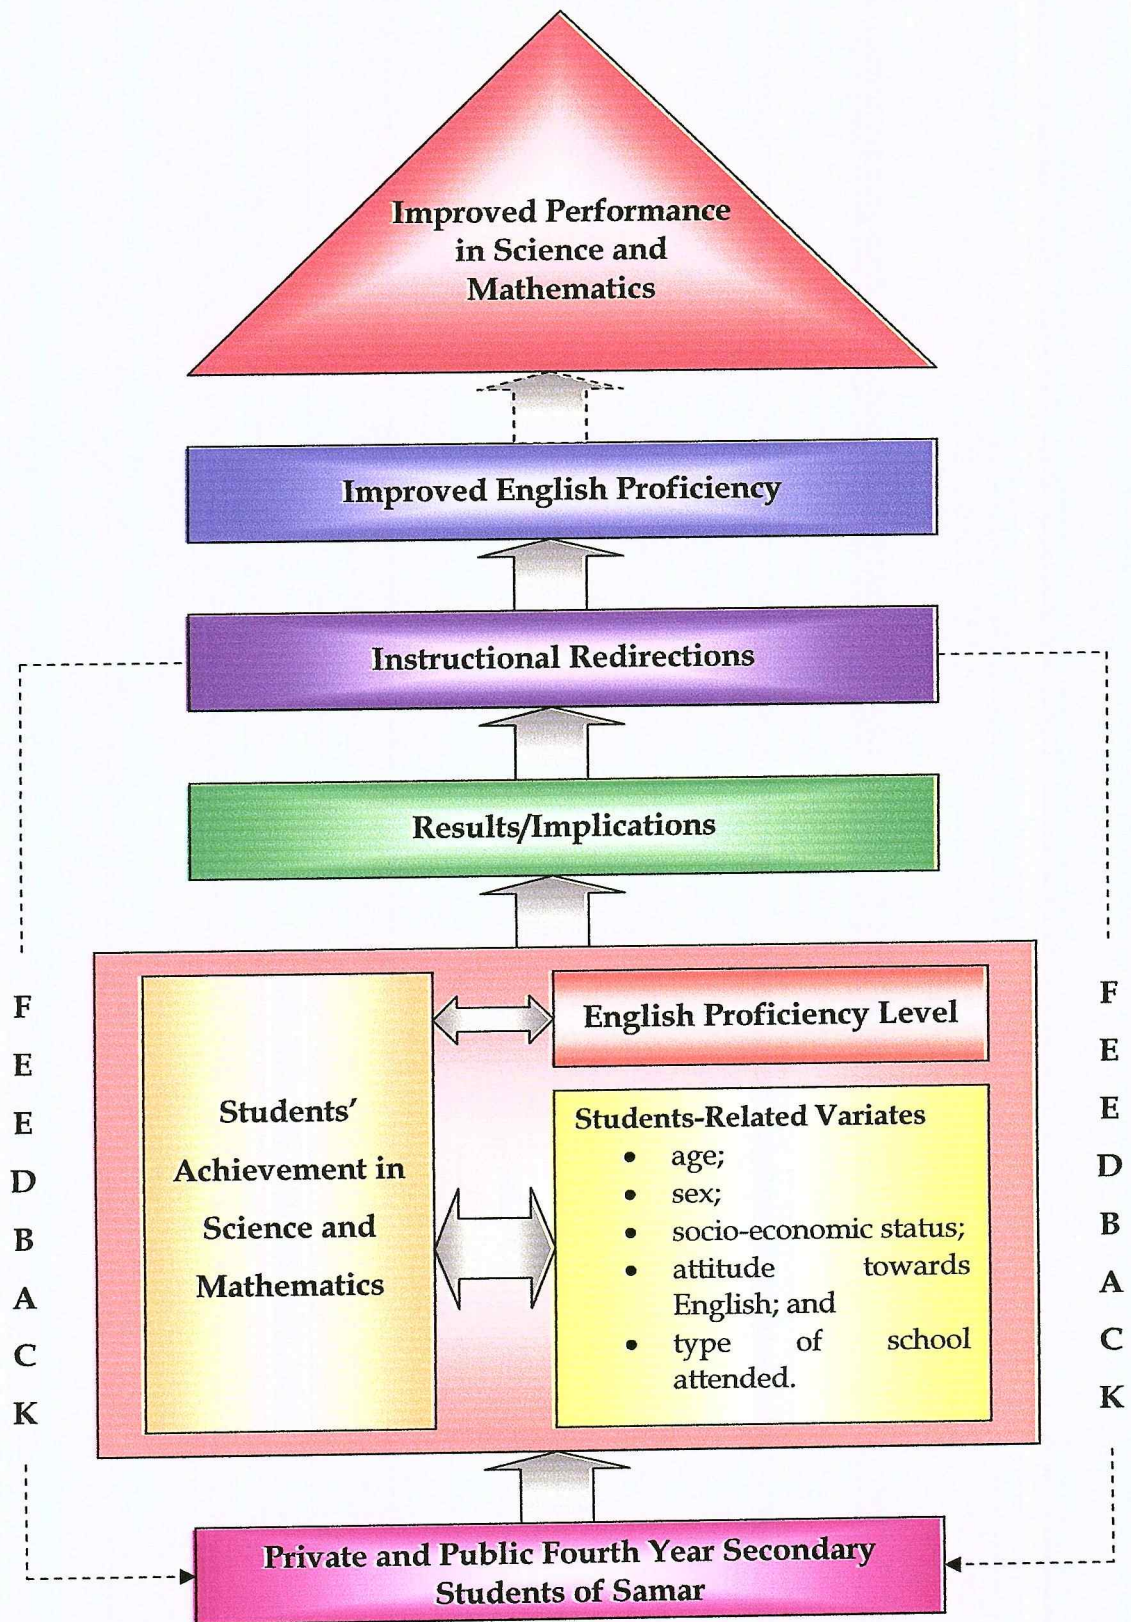 Improved Performance
in Science and
Mathematics
Improved English Proficiency
Instructional Redirections
Results/Implications
F
E
E
D
B
A
C
K
Students'
Achievement in
Science and
Mathematics
English Proficiency Level
Students-Related Variates
• age;
• sex;
• socio-economic status;
• attitude towards
English; and
• type of school
attended.
F
E
E
D
B
A
C
K
Private and Public Fourth Year Secondary
Students of Samar